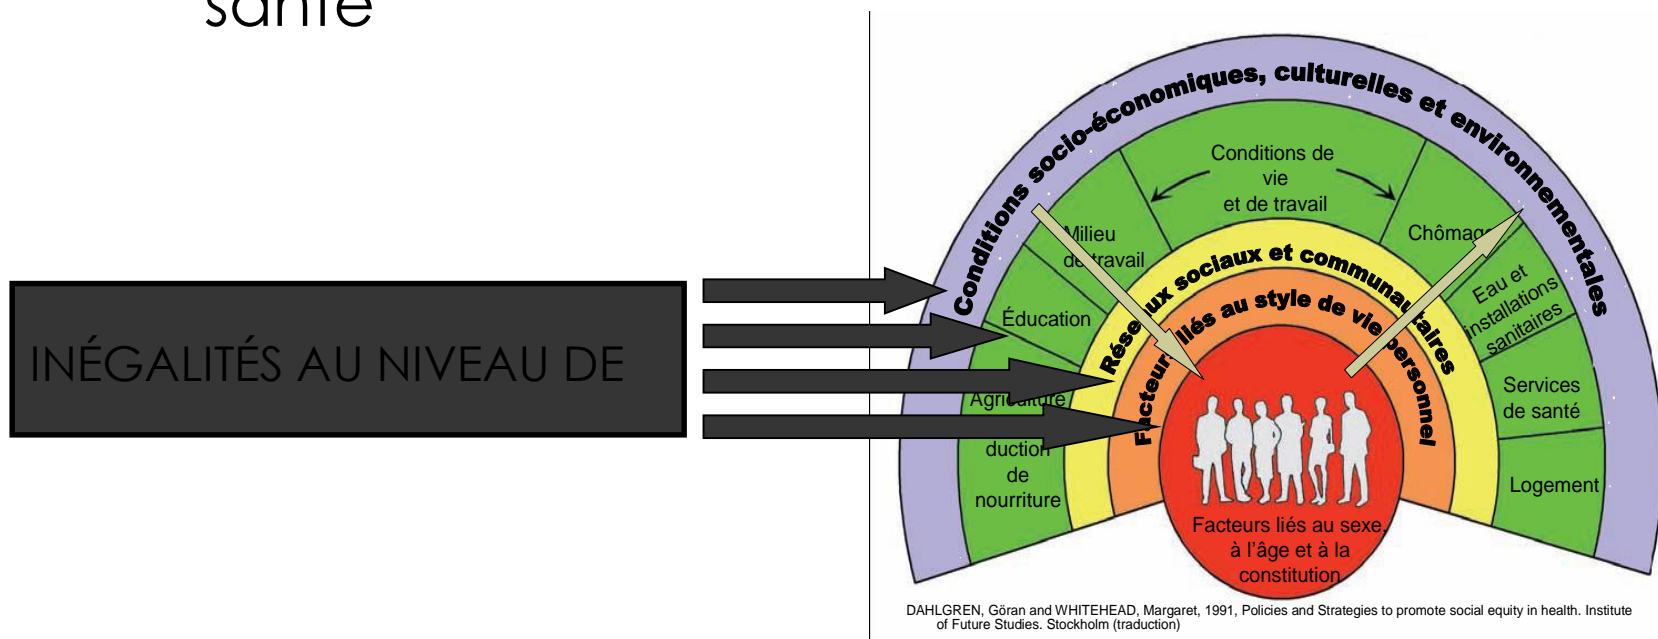 santé
INÉGALITÉS AU NIVEAU DE
Conditions socio-économiques, culturelles et environnementales
Conditions de
vie
et de travail
Milieu
de travail
Chômage
Éducation
Eau et
installations
sanitaires
Agriculture
duction
de
nourriture
Services
de santé
Logement
Réseaux sociaux et communautaires
Facteurs liés au style de vie personnel
Facteurs liés au sexe,
à l'âge et à la
constitution
DAHLGREN, Göran and WHITEHEAD, Margaret, 1991, Policies and Strategies to promote social equity in health. Institute
of Future Studies. Stockholm (traduction)